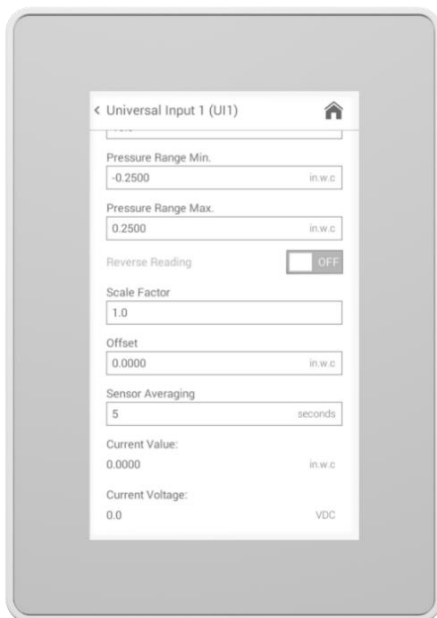 < Universal Input 1 (UI1)
Pressure Range Min.
-0.2500 in.w.c
Pressure Range Max.
0.2500 in.w.c
Reverse Reading OFF
Scale Factor
1.0
Offset
0.0000 in.w.c
Sensor Averaging
5 seconds
Current Value:
0.0000 in.w.c
Current Voltage:
0.0 VDC